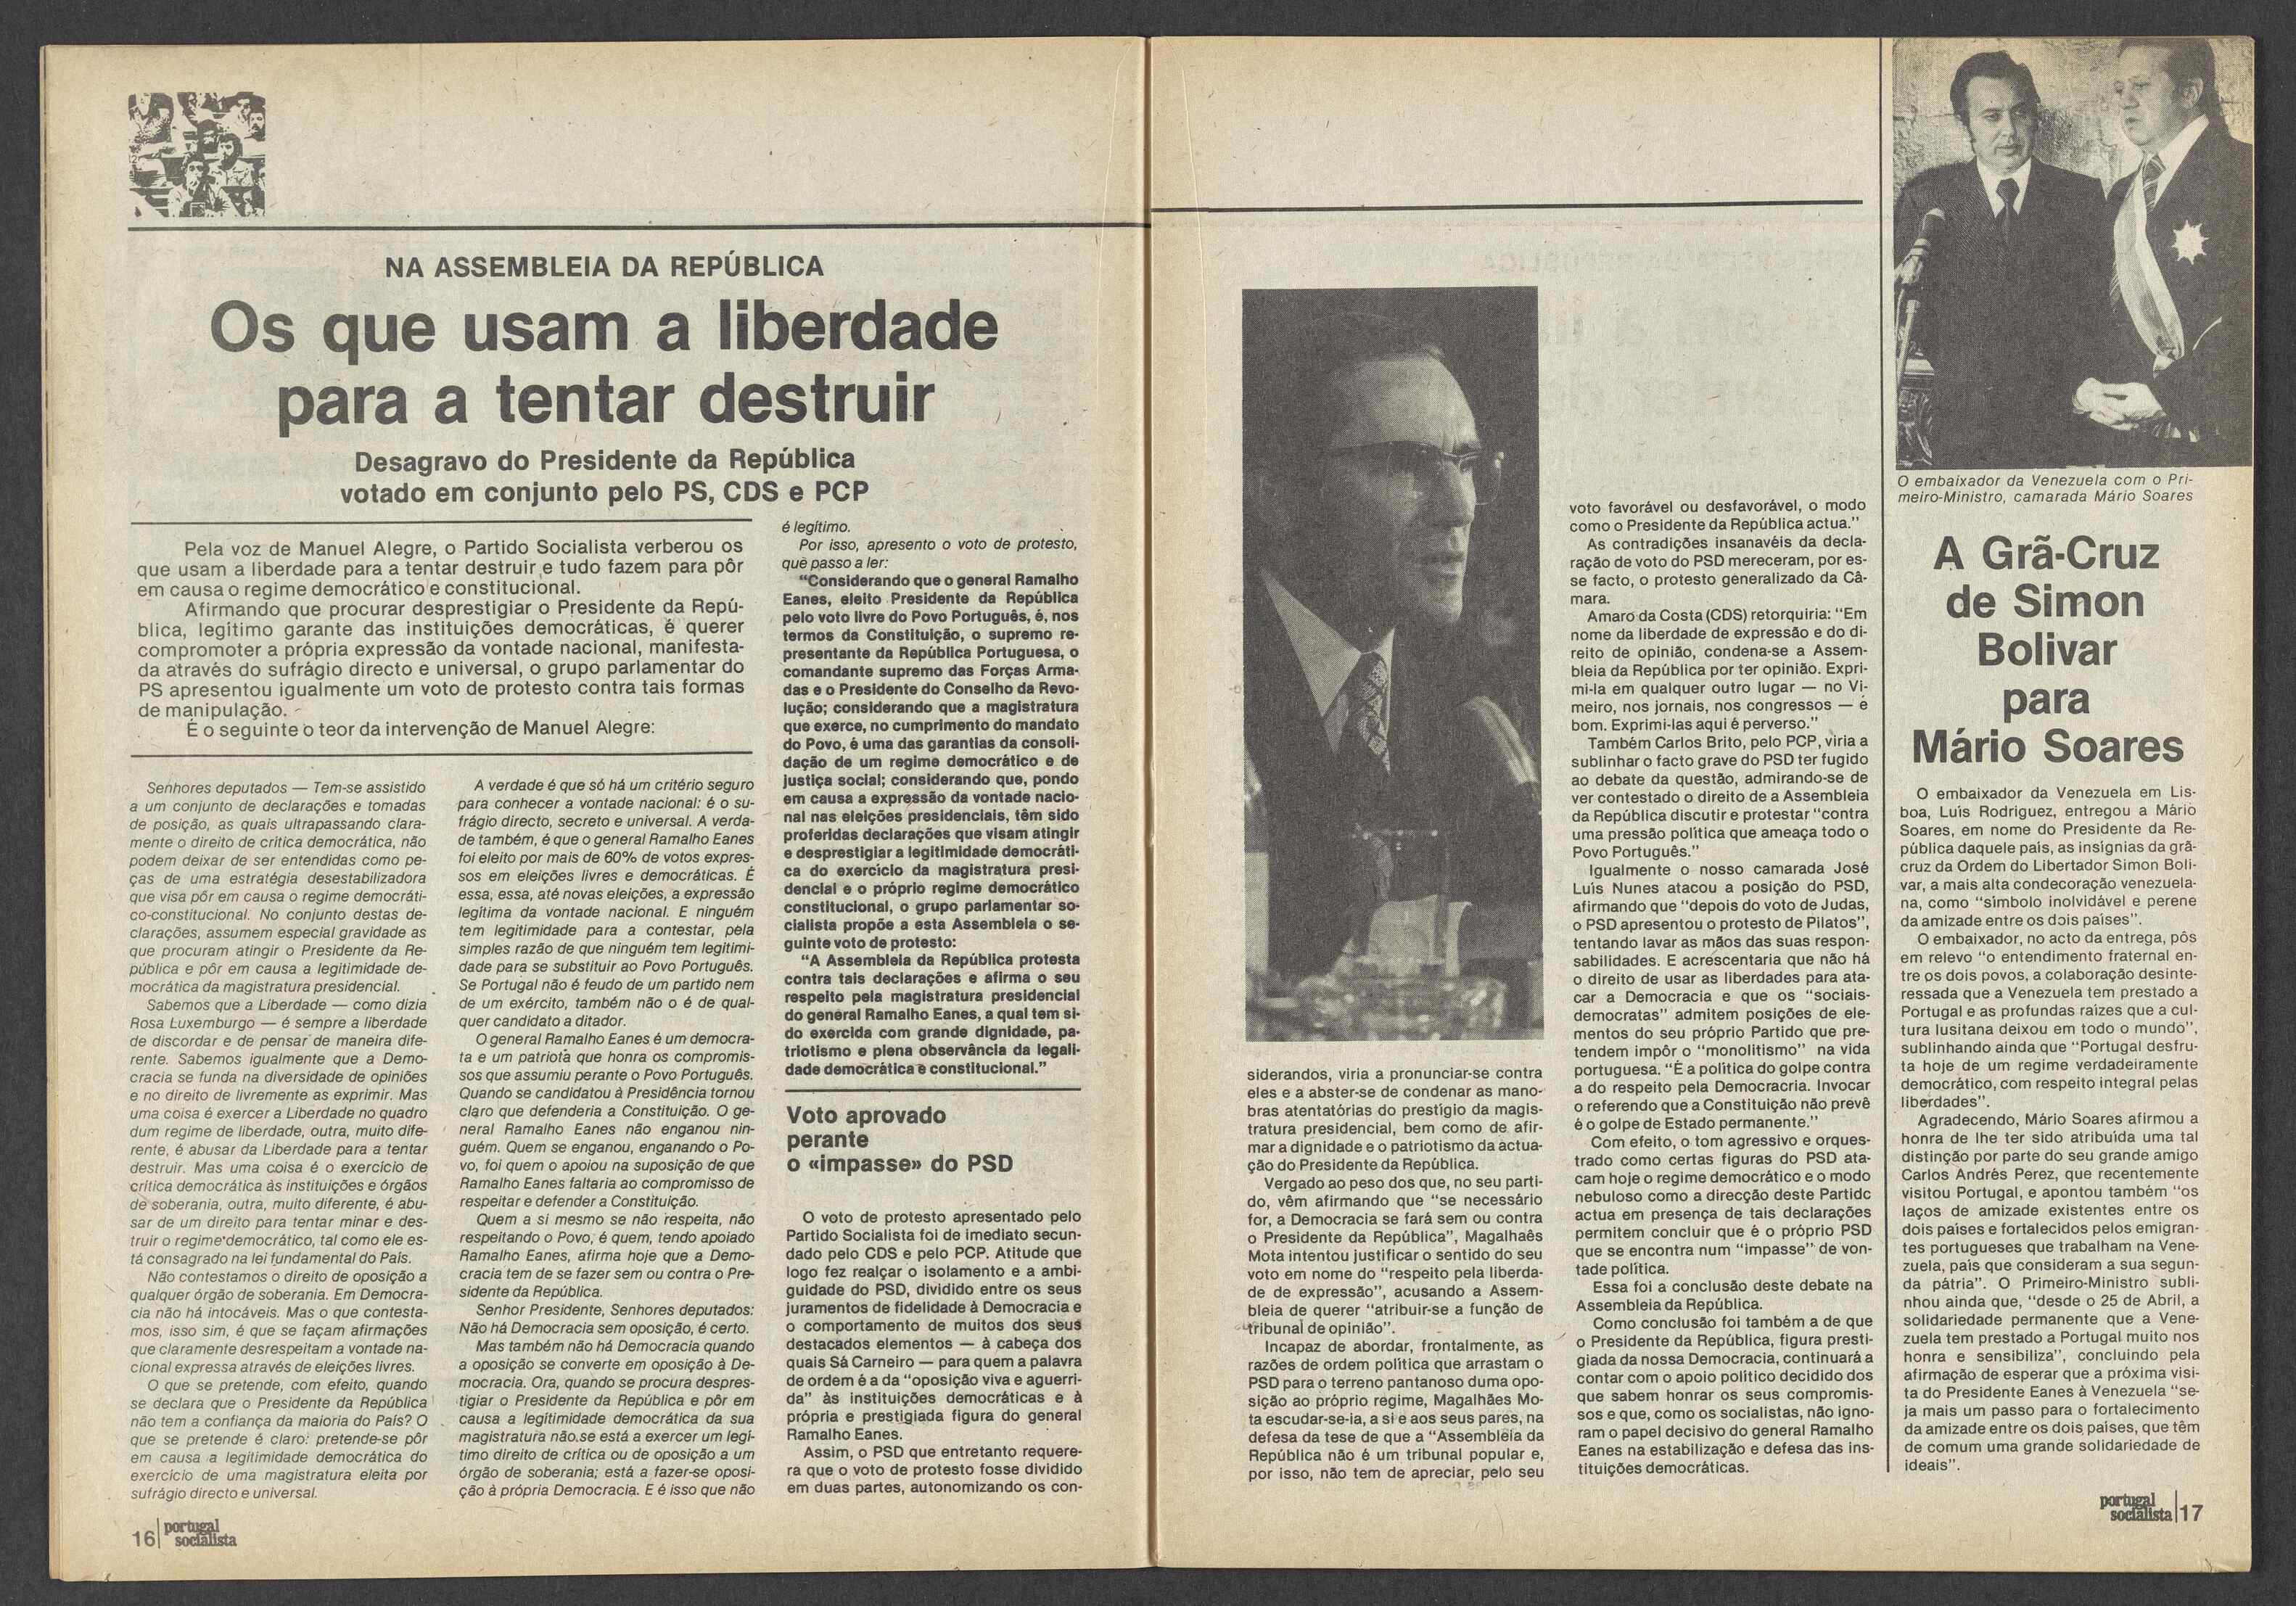 NA ASSEMBLEIA DA REPÚBLICA
Os que usam a liberdade
para a tentar destruir
Desagravo do Presidente da República
votado em conjunto pelo PS, CDS e PCP
Pela voz de Manuel Alegre, o Partido Socialista verberou os
que usam a liberdade para a tentar destruir e tudo fazem para pôr
em causa o regime democrático e constitucional.
Afirmando que procurar desprestigiar o Presidente da Repú-
blica, legítimo garante das instituições democráticas, é querer
comprometer a própria expressão da vontade nacional, manifesta-
da através do sufrágio directo e universal, o grupo parlamentar do
PS apresentou igualmente um voto de protesto contra tais formas
de manipulação.
É o seguinte o teor da intervenção de Manuel Alegre:
Senhores deputados — Tem-se assistido
a um conjunto de declarações e tomadas
de posição, as quais ultrapassando clara-
mente o direito de crítica democrática, não
podem deixar de ser entendidas como pe-
ças de uma estratégia desestabilizadora
que visa pôr em causa o regime democráti-
co-constitucional. No conjunto destas de-
clarações, assumem especial gravidade as
que procuram atingir o Presidente da Re-
pública e pôr em causa a legitimidade de-
mocrática da magistratura presidencial.
Sabemos que a Liberdade — como dizia
Rosa Luxemburgo — é sempre a liberdade
de discordar e de pensar de maneira dife-
rente. Sabemos igualmente que a Demo-
cracia se funda na diversidade de opiniões
e no direito de livremente as exprimir. Mas
uma coisa é exercer a Liberdade no quadro
dum regime de liberdade, outra, muito dife-
rente, é abusar da Liberdade para a tentar
destruir. Mas uma coisa é o exercício de
crítica democrática às instituições e órgãos
de soberania, outra, muito diferente, é abu-
sar de um direito para tentar minar e des-
truir o regime democrático, tal como ele es-
tá consagrado na lei fundamental do País.
Não contestamos o direito de oposição a
qualquer órgão de soberania. Em Democra-
cia não há intocáveis. Mas o que contesta-
mos, isso sim, é que se façam afirmações
que claramente desrespeitam a vontade na-
cional expressa através de eleições livres.
O que se pretende, com efeito, quando
se declara que o Presidente da República
não tem a confiança da maioria do País? O
que se pretende é claro: pretende-se pôr
em causa a legitimidade democrática do
exercício de uma magistratura eleita por
sufrágio directo e universal.
A verdade é que só há um critério seguro
para conhecer a vontade nacional: é o su-
frágio directo, secreto e universal. A verda-
de também, é que o general Ramalho Eanes
foi eleito por mais de 60% de votos expres-
sos em eleições livres e democráticas. É
essa, essa, até novas eleições, a expressão
legítima da vontade nacional. E ninguém
tem legitimidade para a contestar, pela
simples razão de que ninguém tem legitimi-
dade para se substituir ao Povo Português.
Se Portugal não é feudo de um partido nem
de um exército, também não o é de qual-
quer candidato a ditador.
O general Ramalho Eanes é um democra-
ta e um patriota que honra os compromis-
sos que assumiu perante o Povo Português.
Quando se candidatou à Presidência tornou
claro que defenderia a Constituição. O ge-
neral Ramalho Eanes não enganou nin-
guém. Quem se enganou, enganando o Po-
vo, foi quem o apoiou na suposição de que
Ramalho Eanes faltaria ao compromisso de
respeitar e defender a Constituição.
Quem a si mesmo se não respeita, não
respeitando o Povo, é quem, tendo apoiado
Ramalho Eanes, afirma hoje que a Demo-
cracia tem de se fazer sem ou contra o Pre-
sidente da República.
Senhor Presidente, Senhores deputados:
Não há Democracia sem oposição, é certo.
Mas também não há Democracia quando
a oposição se converte em oposição à De-
mocracia. Ora, quando se procura despres-
tigiar o Presidente da República e pôr em
causa a legitimidade democrática da sua
magistratura não se está a exercer um legí-
timo direito de crítica ou de oposição a um
órgão de soberania; está a fazer-se oposi-
ção à própria Democracia. E é isso que não
é legítimo.
Por isso, apresento o voto de protesto,
que passo a ler:
"Considerando que o general Ramalho
Eanes, eleito Presidente da República
pelo voto livre do Povo Português, é, nos
termos da Constituição, o supremo re-
presentante da República Portuguesa, o
comandante supremo das Forças Arma-
das e o Presidente do Conselho da Revo-
lução; considerando que a magistratura
que exerce, no cumprimento do mandato
do Povo, é uma das garantias da consoli-
dação de um regime democrático e de
justiça social; considerando que, pondo
em causa a expressão da vontade nacio-
nal nas eleições presidenciais, têm sido
proferidas declarações que visam atingir
e desprestigiar a legitimidade democráti-
ca do exercício da magistratura presi-
dencial e o próprio regime democrático
constitucional, o grupo parlamentar so-
cialista propõe a esta Assembleia o se-
guinte voto de protesto:
"A Assembleia da República protesta
contra tais declarações e afirma o seu
respeito pela magistratura presidencial
do general Ramalho Eanes, a qual tem si-
do exercida com grande dignidade, pa-
triotismo e plena observância da legali-
dade democrática e constitucional."
Voto aprovado
perante
o «impasse» do PSD
O voto de protesto apresentado pelo
Partido Socialista foi de imediato secun-
dado pelo CDS e pelo PCP. Atitude que
logo fez realçar o isolamento e a ambi-
guidade do PSD, dividido entre os seus
juramentos de fidelidade à Democracia e
o comportamento de muitos dos seus
destacados elementos — à cabeça dos
quais Sá Carneiro — para quem a palavra
de ordem é a da "oposição viva e aguerri-
da" às instituições democráticas e à
própria e prestigiada figura do general
Ramalho Eanes.
Assim, o PSD que entretanto requere-
ra que o voto de protesto fosse dividido
em duas partes, autonomizando os con-
16 portugal
socialista
siderandos, viria a pronunciar-se contra
eles e a abster-se de condenar as mano-
bras atentatórias do prestígio da magis-
tratura presidencial, bem como de afir-
mar a dignidade e o patriotismo da actua-
ção do Presidente da República.
Vergado ao peso dos que, no seu parti-
do, vêm afirmando que "se necessário
for, a Democracia se fará sem ou contra
o Presidente da República", Magalhaês
Mota intentou justificar o sentido do seu
voto em nome do "respeito pela liberda-
de de expressão", acusando a Assem-
bleia de querer "atribuir-se a função de
tribunal de opinião".
Incapaz de abordar, frontalmente, as
razões de ordem política que arrastam o
PSD para o terreno pantanoso duma opo-
sição ao próprio regime, Magalhães Mo-
ta escudar-se-ia, a si e aos seus pares, na
defesa da tese de que a "Assembleia da
República não é um tribunal popular e,
por isso, não tem de apreciar, pelo seu
voto favorável ou desfavorável, o modo
como o Presidente da República actua."
As contradições insanavéis da decla-
ração de voto do PSD mereceram, por es-
se facto, o protesto generalizado da Câ-
mara.
Amaro da Costa (CDS) retorquiria: "Em
nome da liberdade de expressão e do di-
reito de opinião, condena-se a Assem-
bleia da República por ter opinião. Expri-
mi-la em qualquer outro lugar — no Vi-
meiro, nos jornais, nos congressos — é
bom. Exprimi-las aqui é perverso."
Também Carlos Brito, pelo PCP, viria a
sublinhar o facto grave do PSD ter fugido
ao debate da questão, admirando-se de
ver contestado o direito de a Assembleia
da República discutir e protestar "contra
uma pressão política que ameaça todo o
Povo Português."
Igualmente o nosso camarada José
Luís Nunes atacou a posição do PSD,
afirmando que "depois do voto de Judas,
o PSD apresentou o protesto de Pilatos",
tentando lavar as mãos das suas respon-
sabilidades. E acrescentaria que não há
o direito de usar as liberdades para ata-
car a Democracia e que os "sociais-
democratas" admitem posições de ele-
mentos do seu próprio Partido que pre-
tendem impôr o "monolitismo" na vida
portuguesa. "É a política do golpe contra
a do respeito pela Democracia. Invocar
o referendo que a Constituição não prevê
é o golpe de Estado permanente."
Com efeito, o tom agressivo e orques-
trado como certas figuras do PSD ata-
cam hoje o regime democrático e o modo
nebuloso como a direcção deste Partido
actua em presença de tais declarações
permitem concluir que é o próprio PSD
que se encontra num "impasse" de von-
tade política.
Essa foi a conclusão deste debate na
Assembleia da República.
Como conclusão foi também a de que
o Presidente da República, figura presti-
giada da nossa Democracia, continuará a
contar com o apoio político decidido dos
que sabem honrar os seus compromis-
sos e que, como os socialistas, não igno-
ram o papel decisivo do general Ramalho
Eanes na estabilização e defesa das ins-
tituições democráticas.
O embaixador da Venezuela com o Pri-
meiro-Ministro, camarada Mário Soares
A Grã-Cruz
de Simon
Bolivar
para
Mário Soares
O embaixador da Venezuela em Lis-
boa, Luís Rodriguez, entregou a Mário
Soares, em nome do Presidente da Re-
pública daquele país, as insígnias da grã-
cruz da Ordem do Libertador Simon Boli-
var, a mais alta condecoração venezuela-
na, como "símbolo inolvidável e perene
da amizade entre os dois países".
O embaixador, no acto da entrega, pôs
em relevo "o entendimento fraternal en-
tre os dois povos, a colaboração desinte-
ressada que a Venezuela tem prestado a
Portugal e as profundas raízes que a cul-
tura lusitana deixou em todo o mundo",
sublinhando ainda que "Portugal desfru-
ta hoje de um regime verdadeiramente
democrático, com respeito integral pelas
liberdades".
Agradecendo, Mário Soares afirmou a
honra de lhe ter sido atribuída uma tal
distinção por parte do seu grande amigo
Carlos Andrés Perez, que recentemente
visitou Portugal, e apontou também "os
laços de amizade existentes entre os
dois países e fortalecidos pelos emigran-
tes portugueses que trabalham na Vene-
zuela, país que consideram a sua segun-
da pátria". O Primeiro-Ministro subli-
nhou ainda que, "desde o 25 de Abril, a
solidariedade permanente que a Vene-
zuela tem prestado a Portugal muito nos
honra e sensibiliza", concluindo pela
afirmação de esperar que a próxima visi-
ta do Presidente Eanes à Venezuela "se-
ja mais um passo para o fortalecimento
da amizade entre os dois países, que têm
de comum uma grande solidariedade de
ideais".
portugal
socialista 17